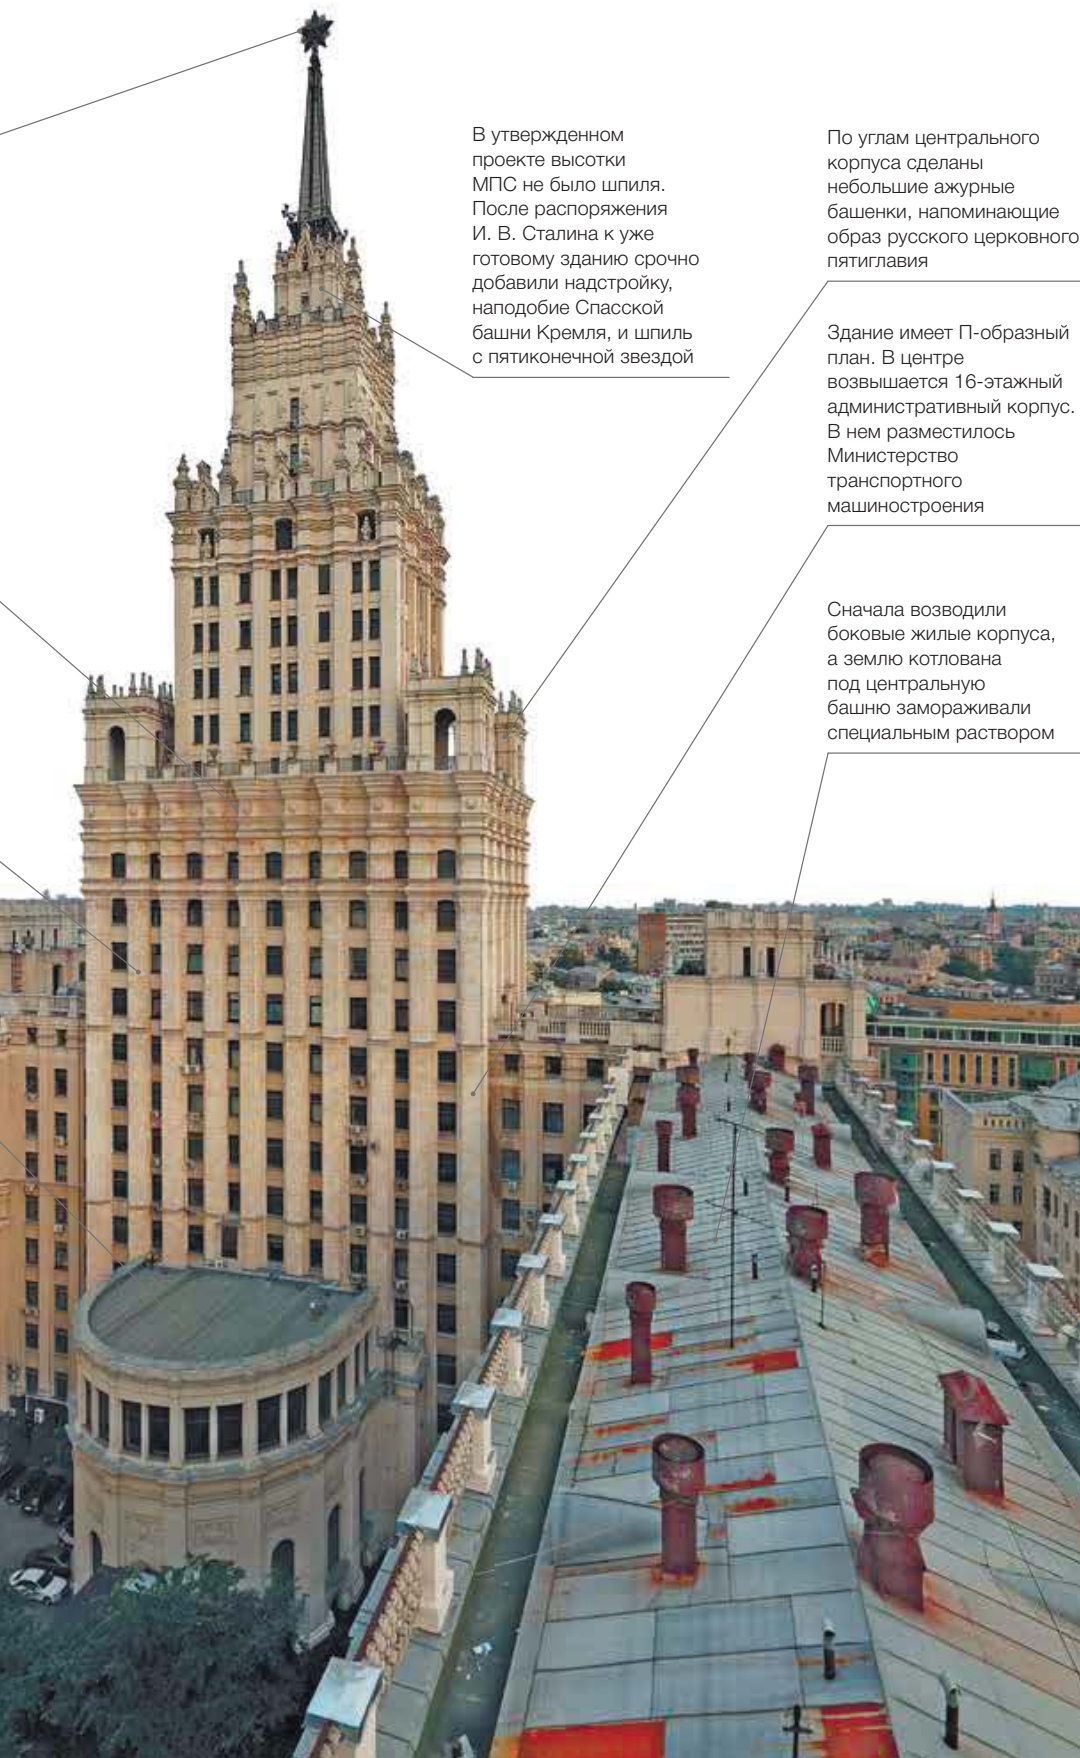 В утвержденном
проекте высотки
МПС не было шпиля.
После распоряжения
И. В. Сталина к уже
готовому зданию срочно
добавили надстройку,
наподобие Спасской
башни Кремля, и шпиль
с пятиконечной звездой
По углам центрального
корпуса сделаны
небольшие ажурные
башенки, напоминающие
образ русского церковного
пятиглавия
Здание имеет П-образный
план. В центре
возвышается 16-этажный
административный корпус.
В нем разместилось
Министерство
транспортного
машиностроения
Сначала возводили
боковые жилые корпуса,
а землю котлована
под центральную
башню замораживали
специальным раствором